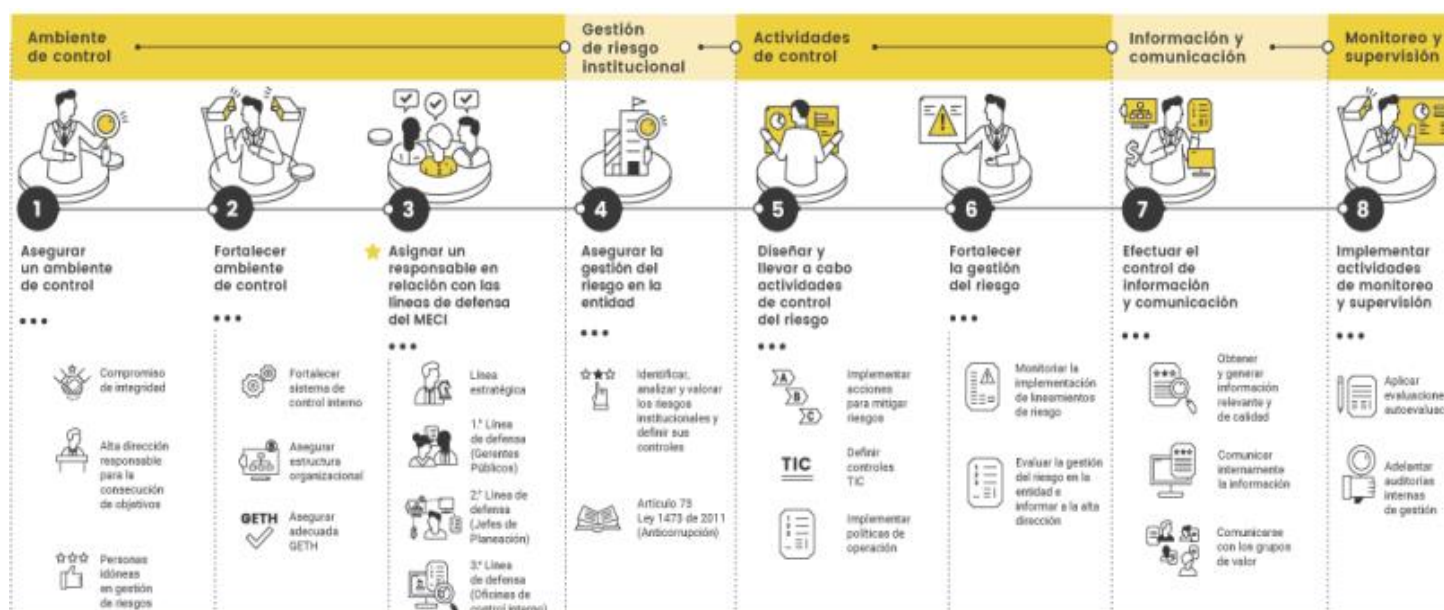 Ambiente
de control
Gestión
de riesgo
institucional
Actividades
de control
Información y
comunicación
Monitoreo y
supervisión
1
Asegurar
un ambiente
de control
Compromiso
de integridad
Alta dirección
responsable
para la
consecución
de objetivos
Personas
idóneas
en gestión
de riesgos
2
Fortalecer
ambiente
de control
Fortalecer
sistema de
control interno
Asegurar
estructura
organizacional
GETH
Asegurar
adecuada
GETH
3
Asignar un
responsable en
relación con las
líneas de defensa
del MECI
Línea
estratégica
1.ª Línea
de defensa
(Gerentes
Públicos)
2.ª Línea de
defensa
(Jefes de
Planeación)
3.ª Línea
de defensa
(Oficinas de
control interno)
4
Asegurar la
gestión del
riesgo en la
entidad
Identificar,
analizar y valorar
los riesgos
institucionales y
definir sus
controles
Artículo 73
Ley 1473 de 2011
(Anticorrupción)
5
Diseñar y
llevar a cabo
actividades
de control
del riesgo
A
B
C
Implementar
acciones
para mitigar
riesgos
TIC
Definir
controles
TIC
Implementar
políticas de
operación
6
Fortalecer
la gestión
del riesgo
Monitoriar la
implementación
de lineamientos
de riesgo
Evaluar la gestión
del riesgo en la
entidad e
informar a la alta
dirección
7
Efectuar el
control de
información
y comunicación
Obtener
y generar
información
relevante y
de calidad
Comunicar
internamente
la información
Comunicarse
con los grupos
de valor
8
Implementar
actividades
de monitoreo
y supervisión
Aplicar
evaluacione
autoevaluac
Adelantar
auditorías
internas
de gestión